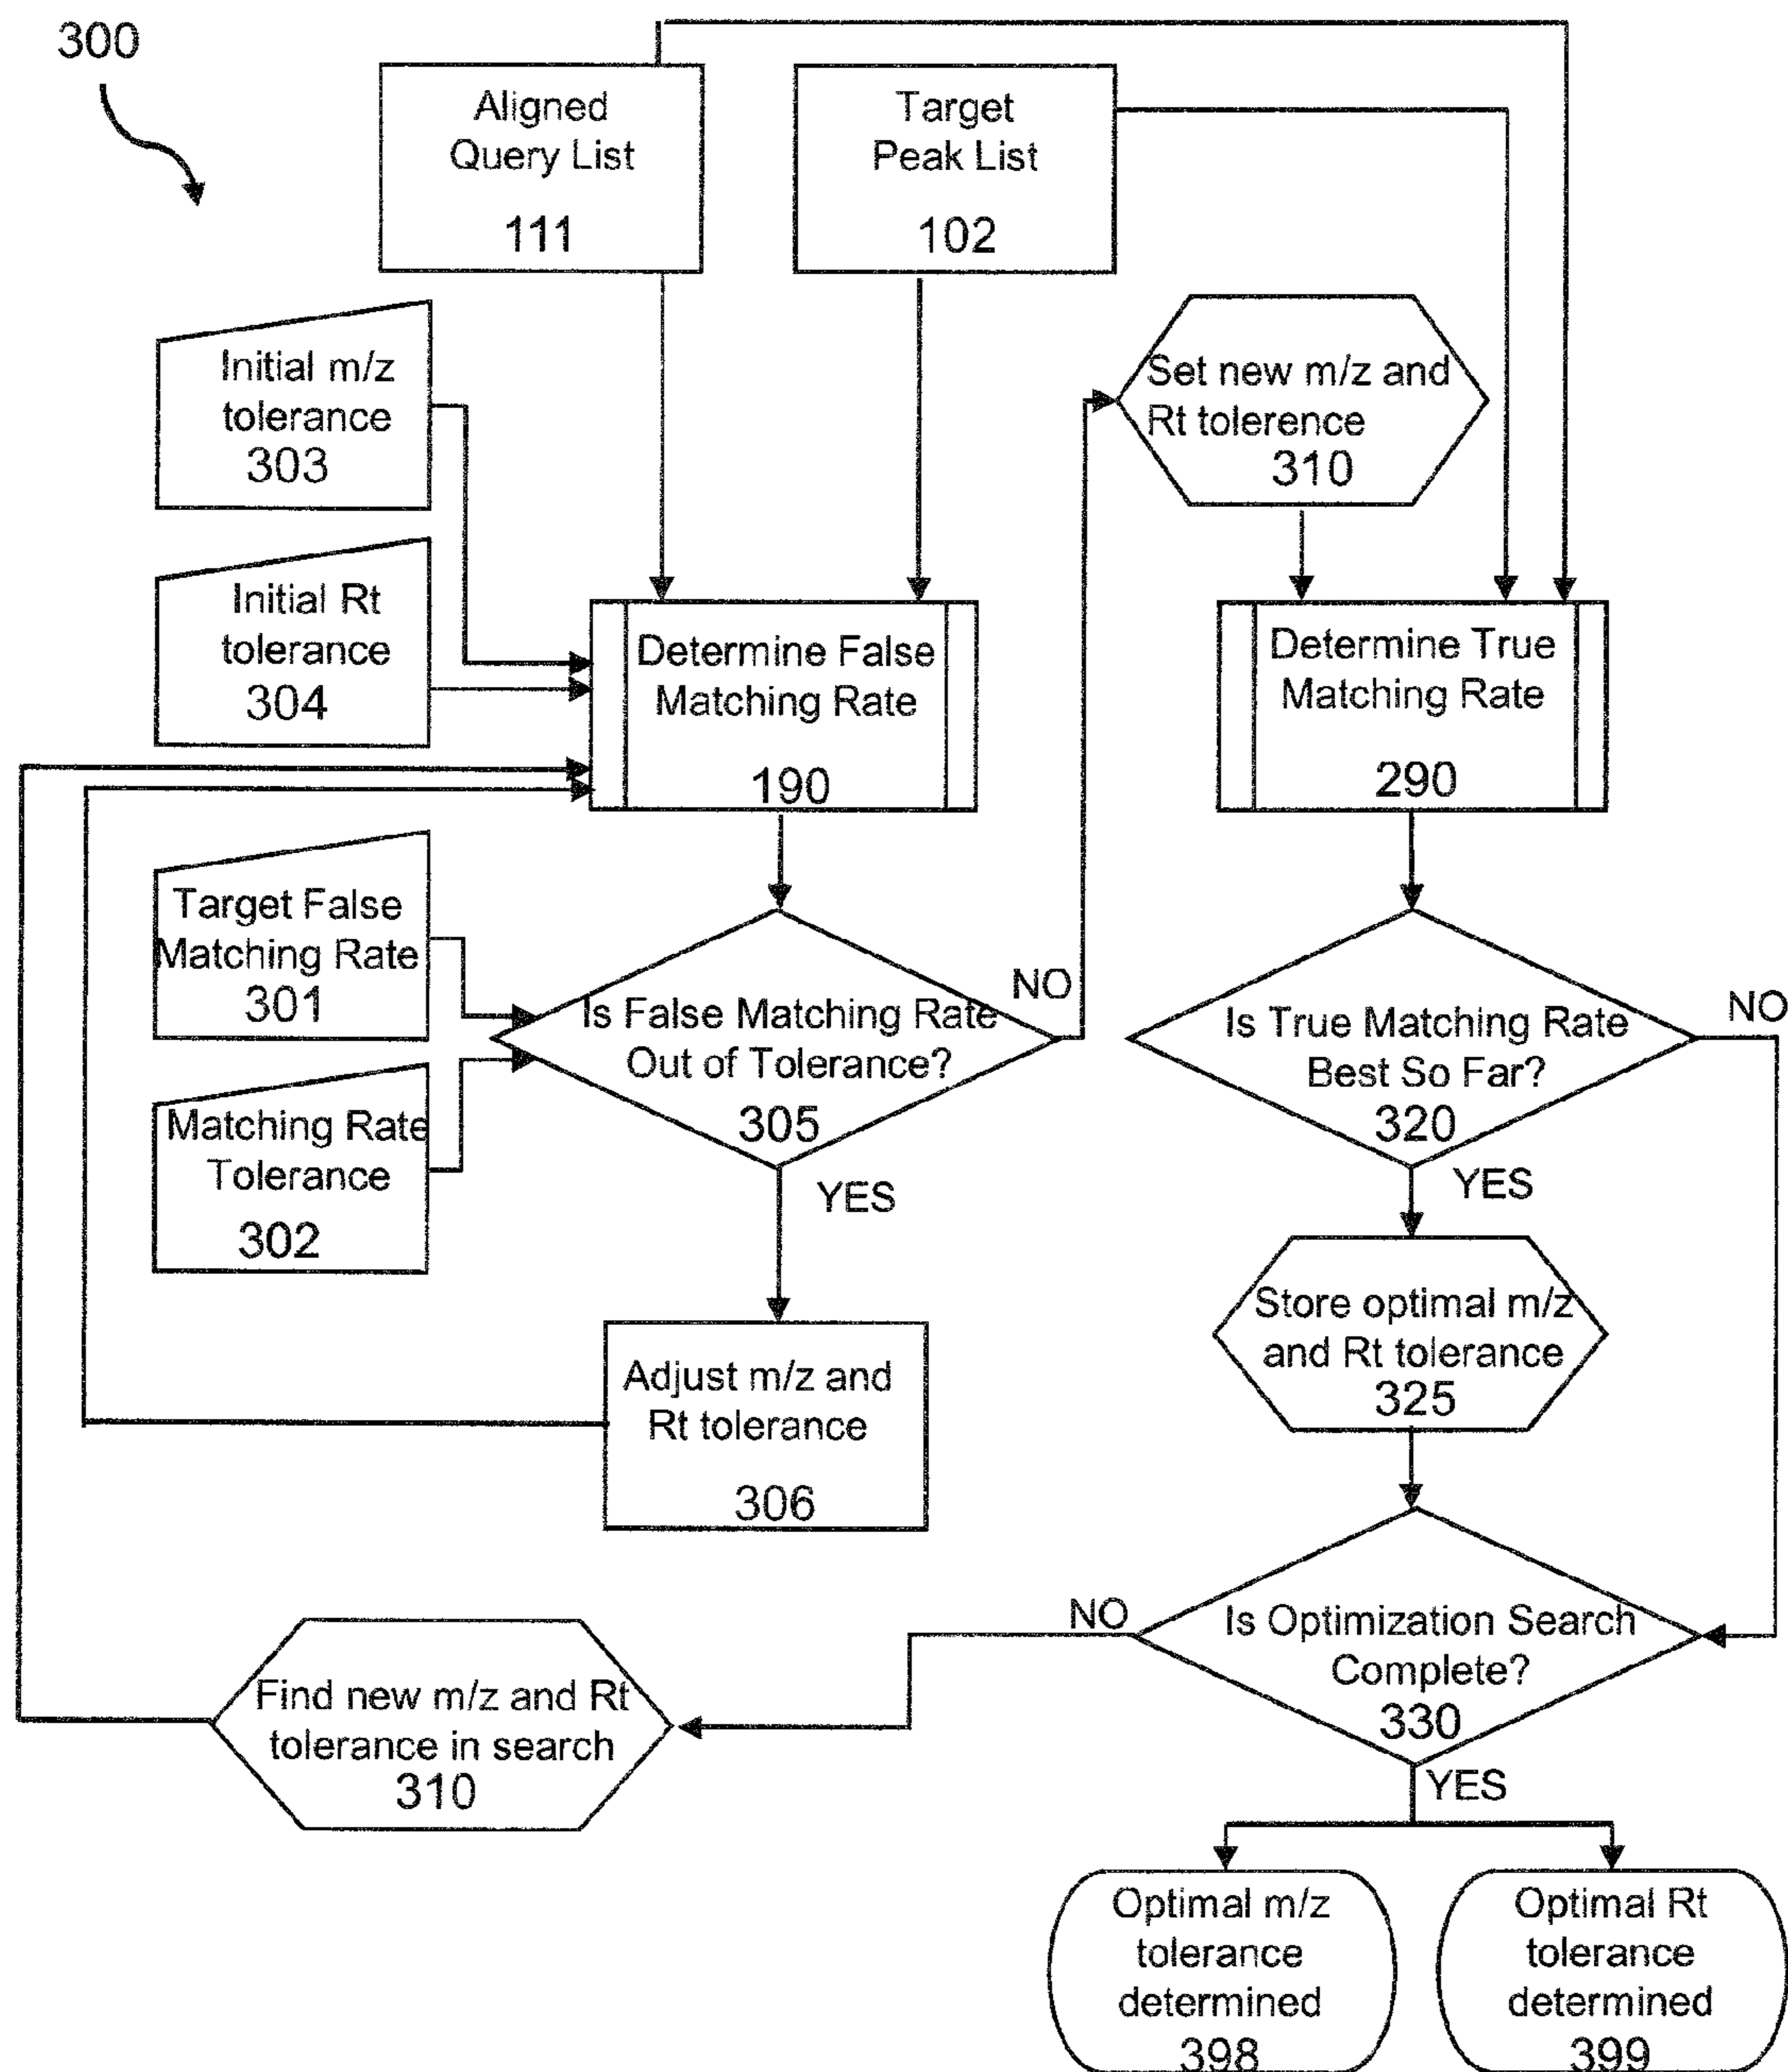 300
Aligned
Query List
111
Target
Peak List
102
Initial m/z
tolerance
303
Set new m/z and
Rt tolerence
310
Initial Rt
tolerance
304
Determine False
Matching Rate
190
Determine True
Matching Rate
290
Target False
Matching Rate
301
Is False Matching Rate
Out of Tolerance?
305
NO
Is True Matching Rate
Best So Far?
320
NO
Matching Rate
Tolerance
302
YES
YES
Store optimal m/z
and Rt tolerance
325
Adjust m/z and
Rt tolerance
306
NO
Is Optimization Search
Complete?
330
Find new m/z and Rt
tolerance in search
310
YES
Optimal m/z
tolerance
determined
398
Optimal Rt
tolerance
determined
399